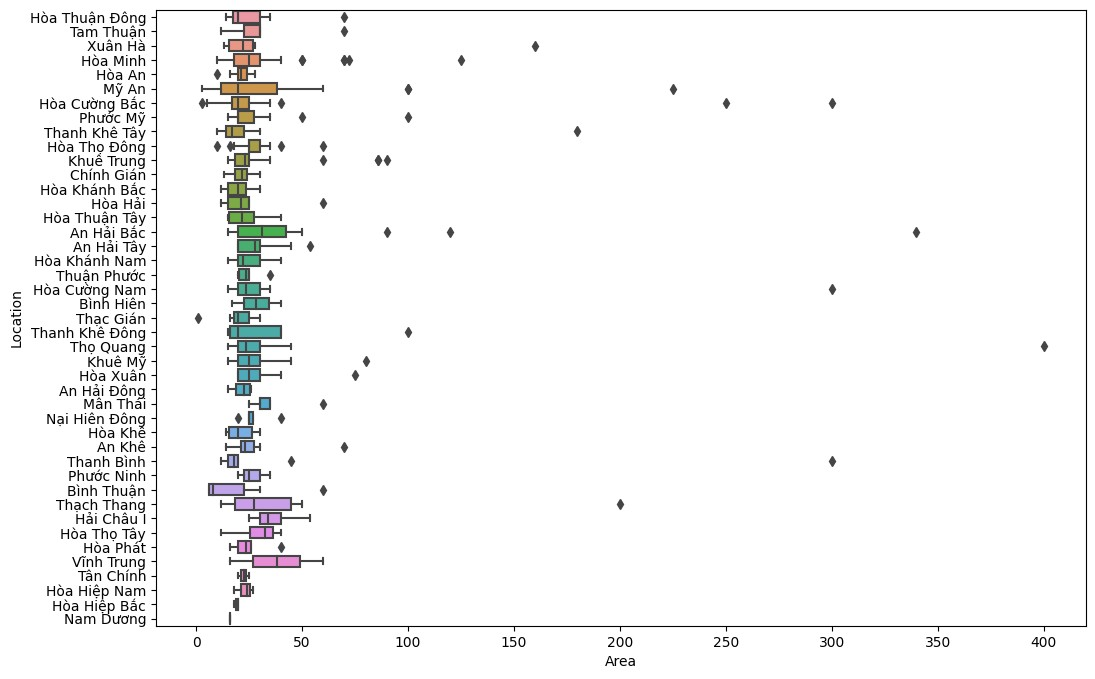 Hòa Thuận Đông
Tam Thuận
Xuân Hà
Hòa Minh
Hòa An
Mỹ An
Hòa Cường Bắc
Phước Mỹ
Thanh Khê Tây
Hòa Thọ Đông
Khuê Trung
Chính Gián
Hòa Khánh Bắc
Hòa Hải
Hòa Thuận Tây
An Hải Bắc
An Hải Tây
Hòa Khánh Nam
Thuận Phước
Hòa Cường Nam
Bình Hiên
Thạc Gián
Thanh Khê Đông
Thọ Quang
Khuê Mỹ
Hòa Xuân
An Hải Đông
Mân Thái
Nại Hiên Đông
Hòa Khê
An Khê
Thanh Bình
Phước Ninh
Bình Thuận
Thạch Thang
Hải Châu I
Hòa Thọ Tây
Hòa Phát
Vĩnh Trung
Tân Chính
Hòa Hiệp Nam
Hòa Hiệp Bắc
Nam Dương
Location
0 50 100 150 200 250 300 350 400
Area